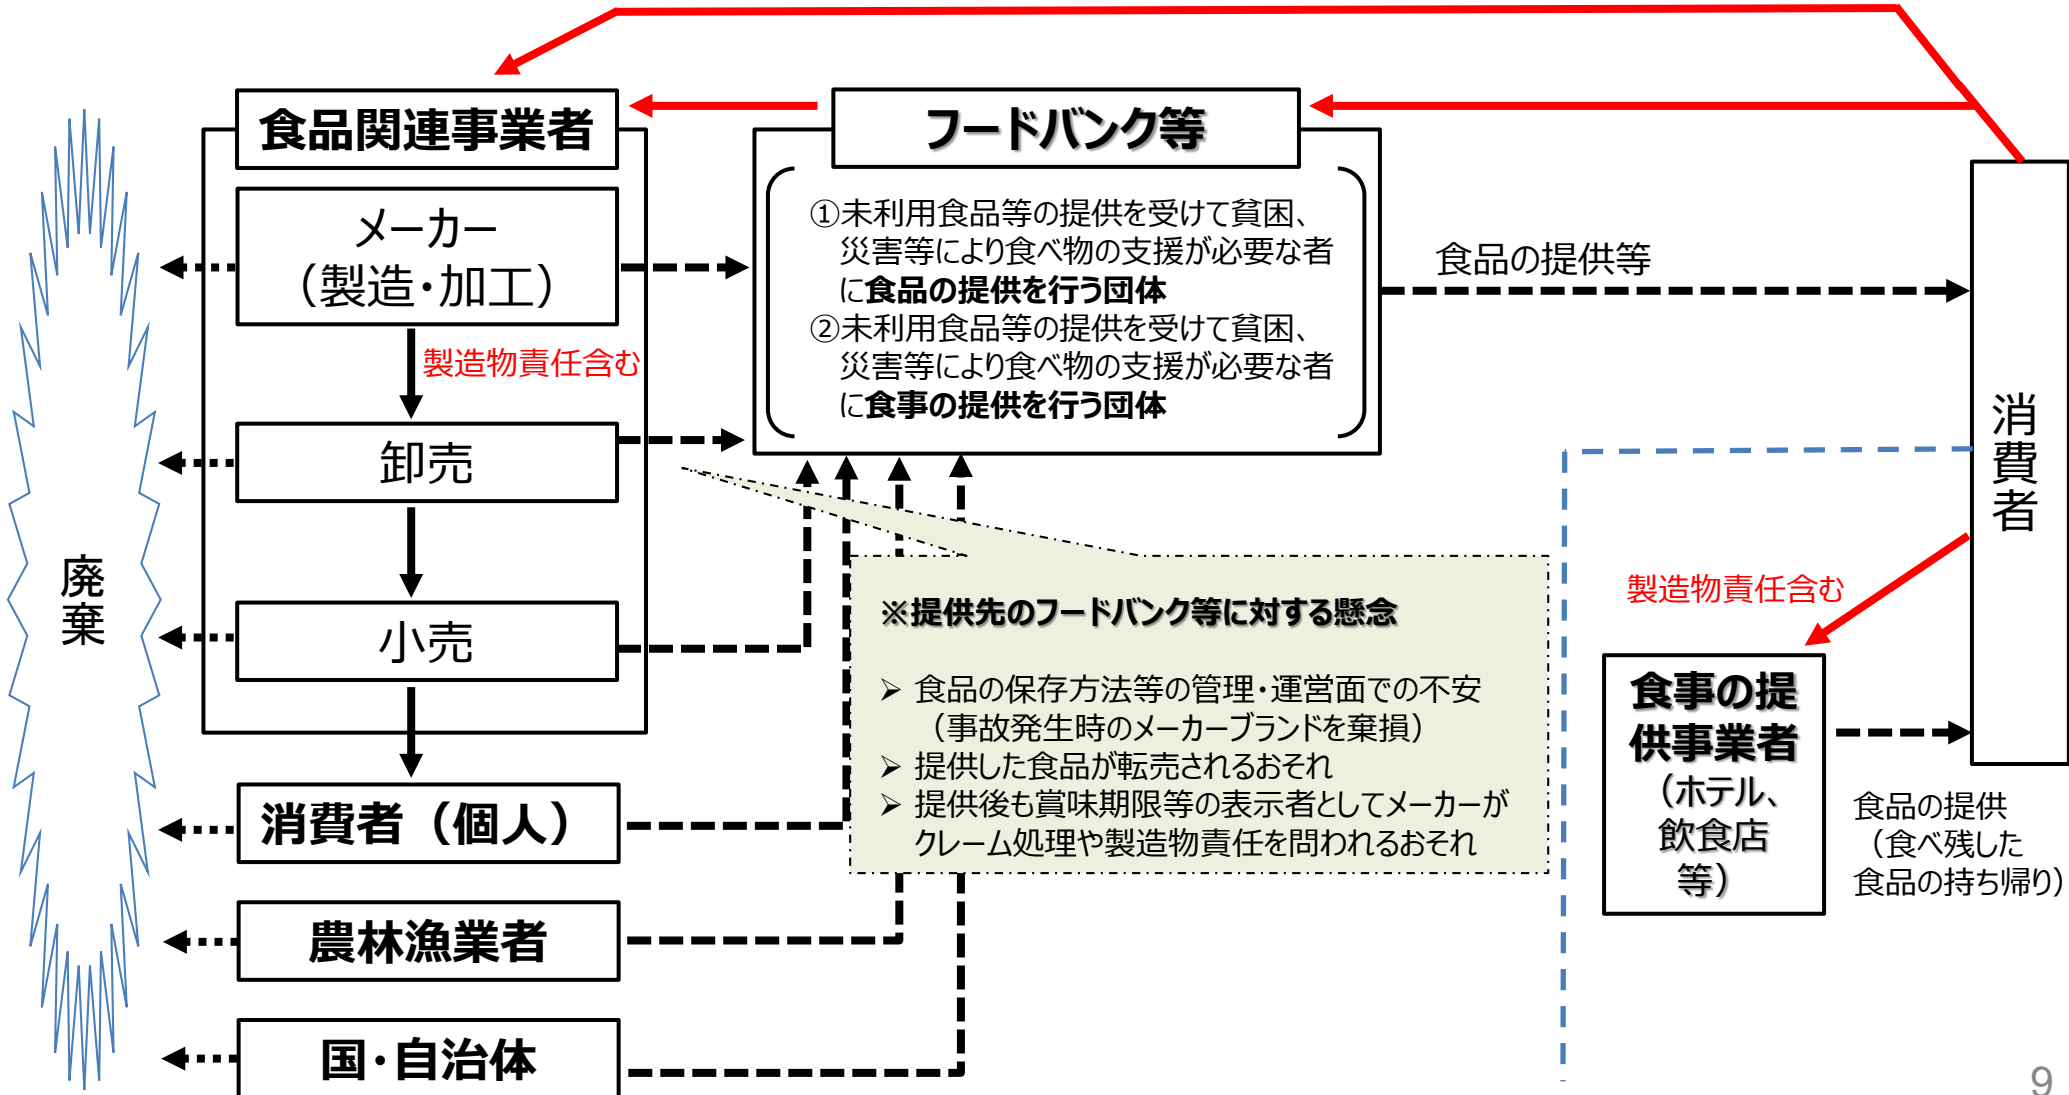 食品関連事業者
メーカー
（製造・加工）
製造物責任含む
卸売
小売
消費者（個人）
農林漁業者
国・自治体
廃棄
フードバンク等
①未利用食品等の提供を受けて貧困、
災害等により食べ物の支援が必要な者
に食品の提供を行う団体
②未利用食品等の提供を受けて貧困、
災害等により食べ物の支援が必要な者
に食事の提供を行う団体
食品の提供等
※提供先のフードバンク等に対する懸念
➢ 食品の保存方法等の管理・運営面での不安
（事故発生時のメーカーブランドを棄損）
➢ 提供した食品が転売されるおそれ
➢ 提供後も賞味期限等の表示者としてメーカーが
クレーム処理や製造物責任を問われるおそれ
消費者
製造物責任含む
食事の提
供事業者
（ホテル、
飲食店
等）
食品の提供
（食べ残した
食品の持ち帰り）
9